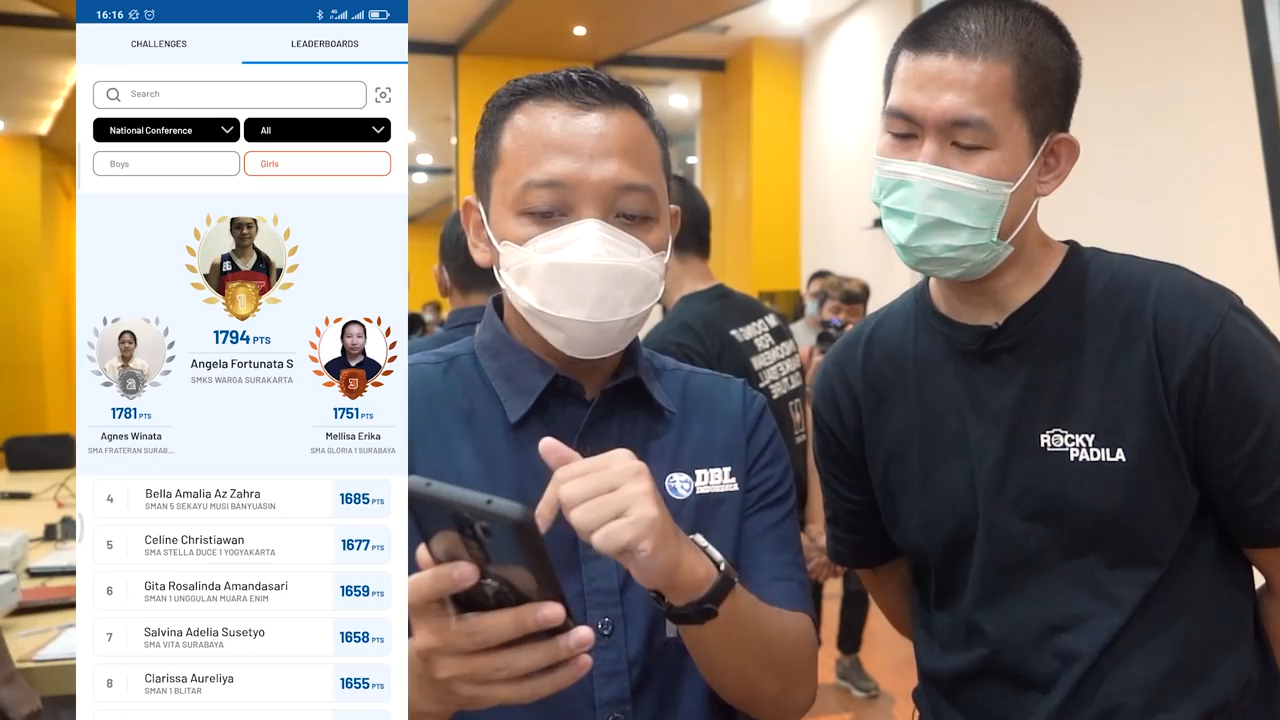 16:16
CHALLENGES
LEADERBOARDS
Search
National Conference
All
Boys
Girls
1
1794 PTS
Angela Fortunata S
SMKS WARGA SURAKARTA
2
1781 PTS
Agnes Winata
SMA FRATERAN SURAB...
3
1751 PTS
Mellisa Erika
SMA GLORIA 1 SURABAYA
4
Bella Amalia Az Zahra
SMAN 5 SEKAYU MUSI BANYUASIN
1685 PTS
5
Celine Christiawan
SMA STELLA DUCE 1 YOGYAKARTA
1677 PTS
6
Gita Rosalinda Amandasari
SMAN 1 UNGGULAN MUARA ENIM
1659 PTS
7
Salvina Adelia Susetyo
SMA VITA SURABAYA
1658 PTS
8
Clarissa Aureliya
SMAN 1 BLITAR
1655 PTS
DBL
INDONESIA
ROCKY
PADILA